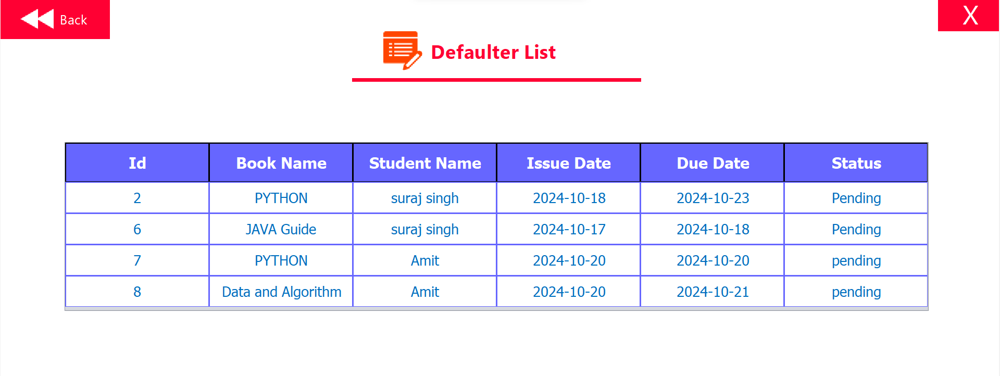 Back
X
Defaulter List
Id Book Name Student Name Issue Date Due Date Status
2 PYTHON suraj singh 2024-10-18 2024-10-23 Pending
6 JAVA Guide suraj singh 2024-10-17 2024-10-18 Pending
7 PYTHON Amit 2024-10-20 2024-10-20 pending
8 Data and Algorithm Amit 2024-10-20 2024-10-21 pending